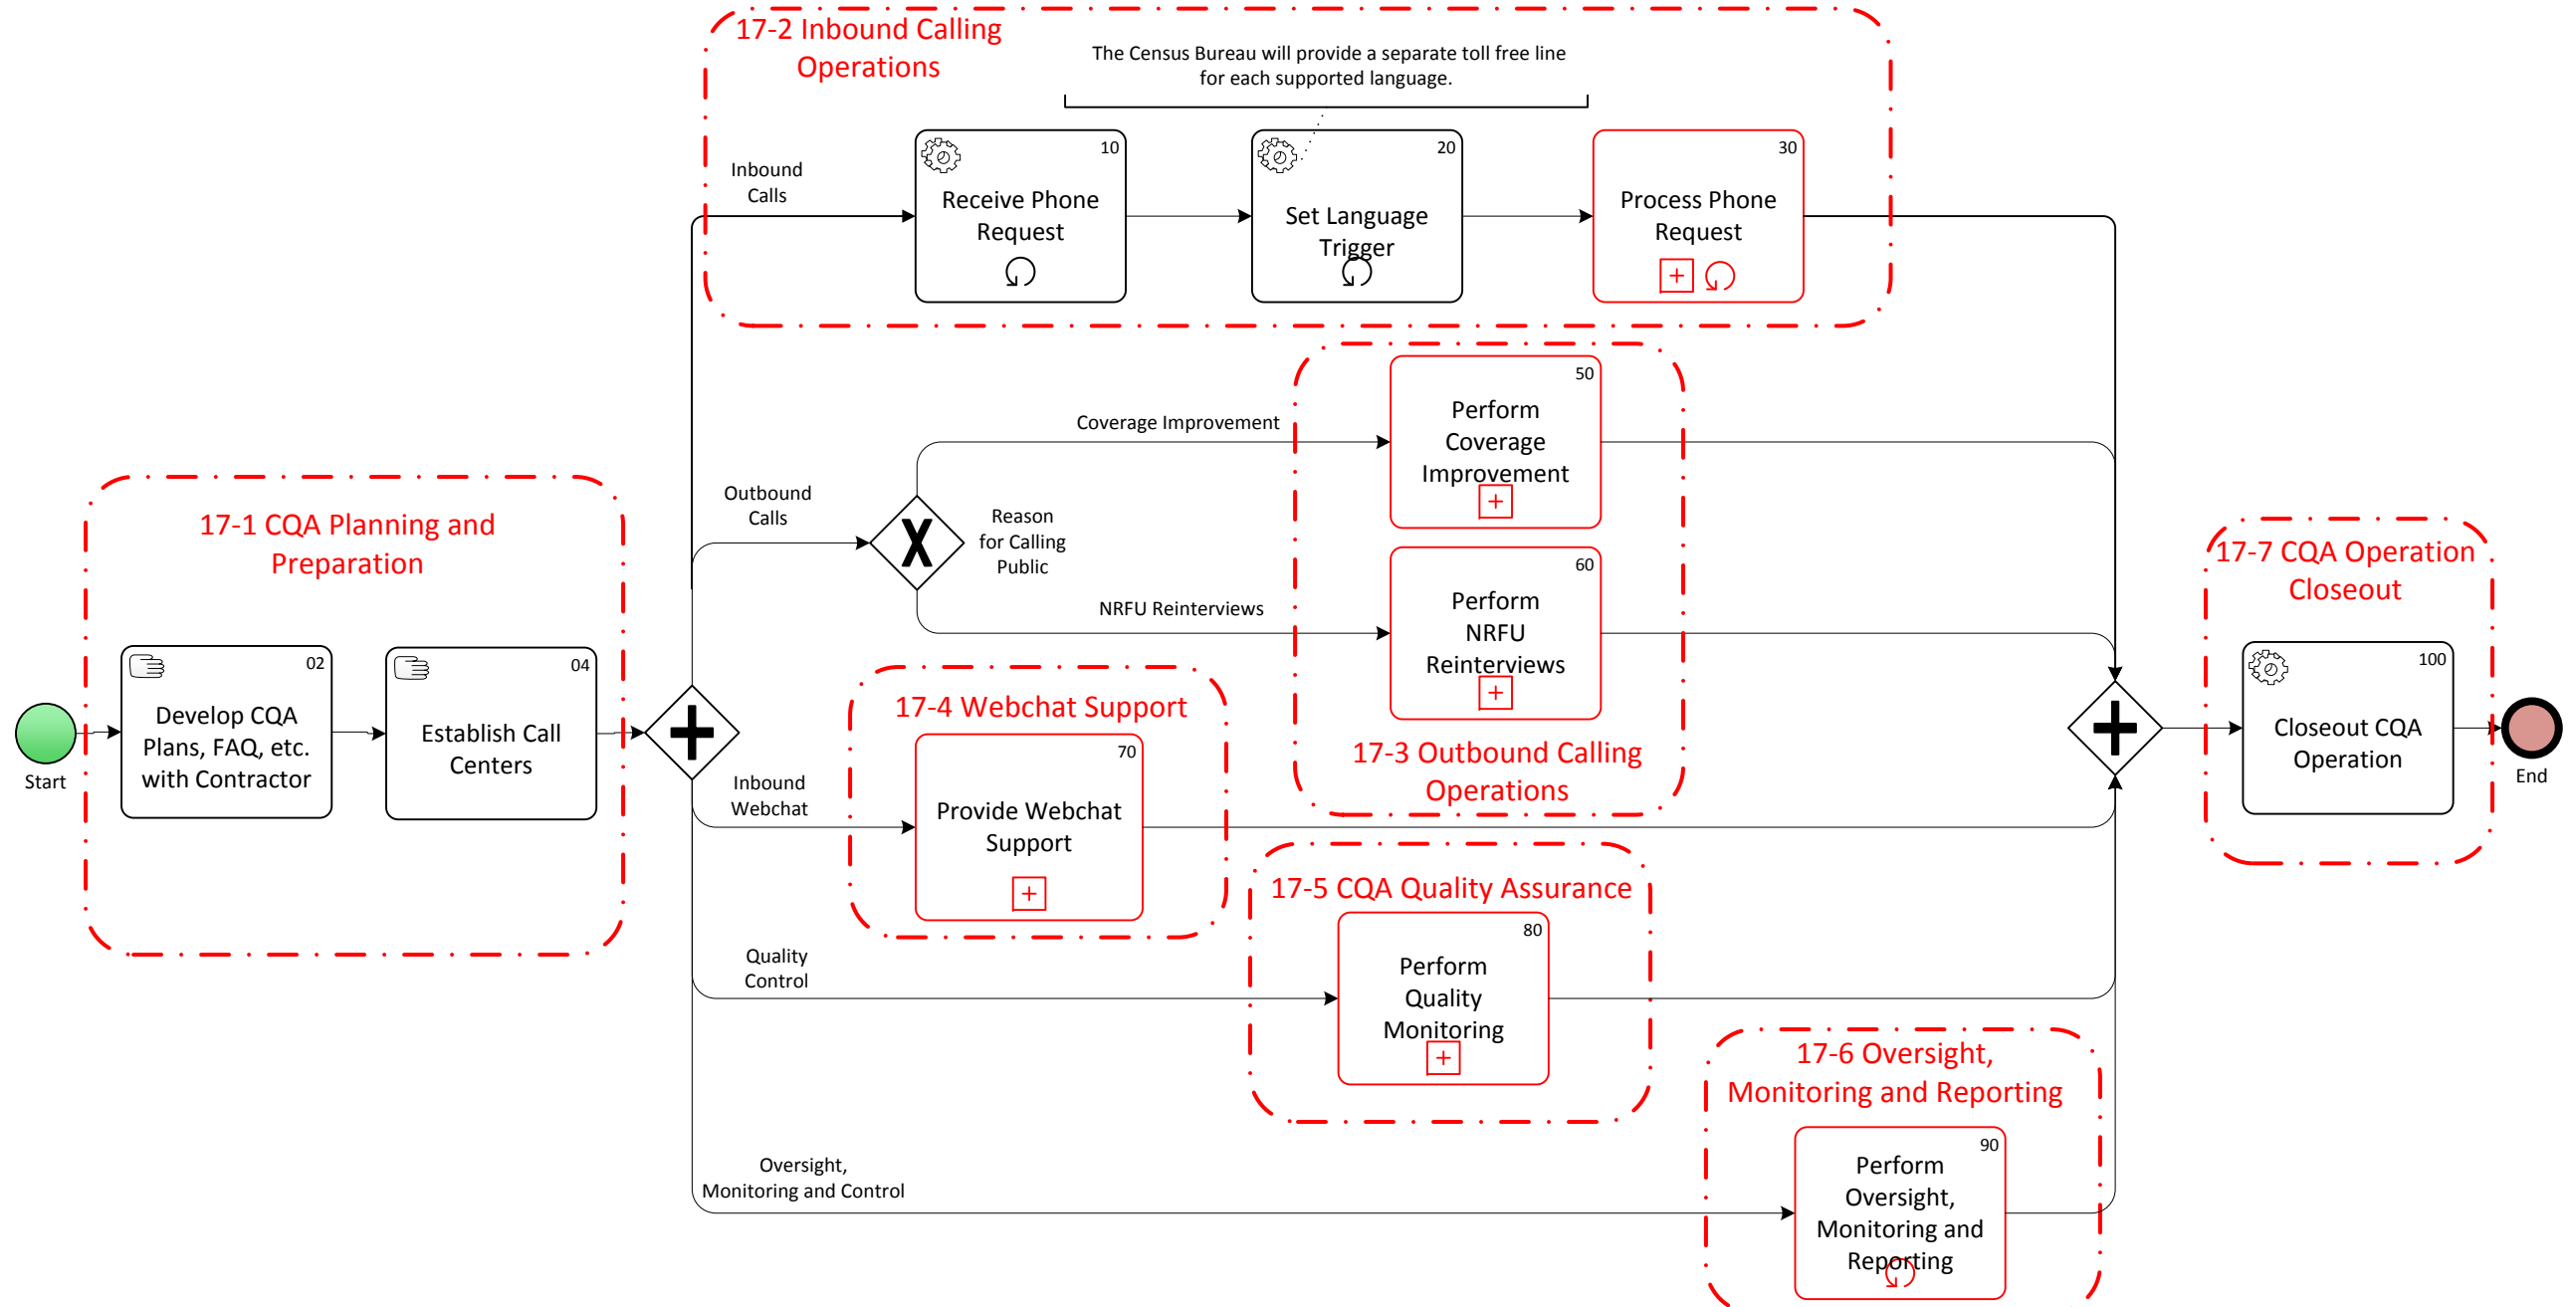 17-2 Inbound Calling
Operations
The Census Bureau will provide a separate toll free line
for each supported language.
Inbound
Calls
10
Receive Phone
Request
20
Set Language
Trigger
30
Process Phone
Request
Outbound
Calls
Reason
for Calling
Public
Coverage Improvement
50
Perform
Coverage
Improvement
NRFU Reinterviews
60
Perform
NRFU
Reinterviews
17-3 Outbound Calling
Operations
17-1 CQA Planning and
Preparation
Start
02
Develop CQA
Plans, FAQ, etc.
with Contractor
04
Establish Call
Centers
Inbound
Webchat
17-4 Webchat Support
70
Provide Webchat
Support
Quality
Control
17-5 CQA Quality Assurance
80
Perform
Quality
Monitoring
Oversight,
Monitoring and Control
17-6 Oversight,
Monitoring and Reporting
90
Perform
Oversight,
Monitoring and
Reporting
17-7 CQA Operation
Closeout
100
Closeout CQA
Operation
End